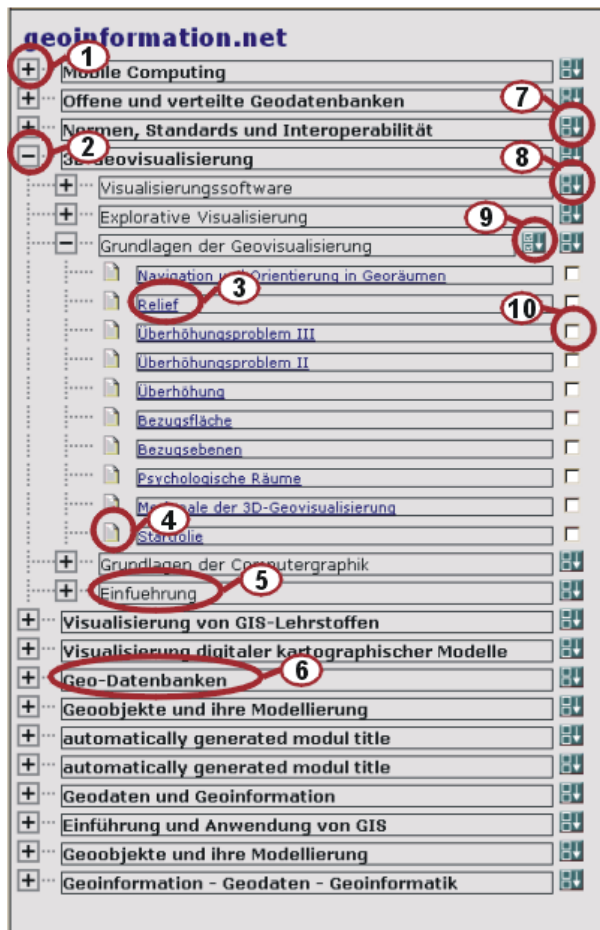 geoinformation.net
1
Mobile Computing
Offene und verteilte Geodatenbanken
7
Normen, Standards und Interoperabilität
2
3D-Geovisualisierung
8
Visualisierungssoftware
Explorative Visualisierung
9
Grundlagen der Geovisualisierung
Navigation und Orientierung in Georäumen
3
Relief
10
Überhöhungsproblem III
Überhöhungsproblem II
Überhöhung
Bezugsfläche
Bezugsebenen
Psychologische Räume
Merkmale der 3D-Geovisualisierung
4
Startfolie
Grundlagen der Computergraphik
5
Einfuehrung
Visualisierung von GIS-Lehrstoffen
Visualisierung digitaler kartographischer Modelle
6
Geo-Datenbanken
Geoobjekte und ihre Modellierung
automatically generated modul title
automatically generated modul title
Geodaten und Geoinformation
Einführung und Anwendung von GIS
Geoobjekte und ihre Modellierung
Geoinformation - Geodaten - Geoinformatik